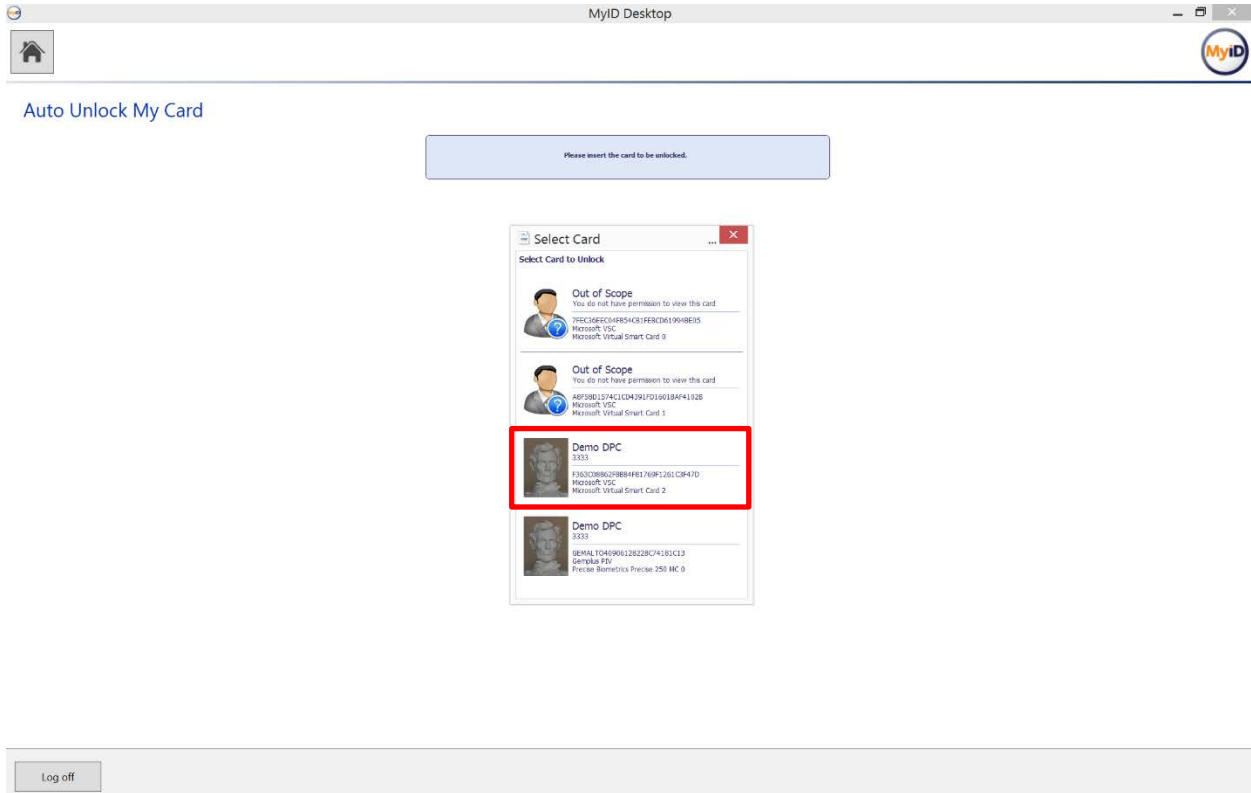 MyID Desktop
MyiD
Auto Unlock My Card
Please insert the card to be unlocked.
Select Card ...
Select Card to Unlock
Out of Scope
You do not have permission to view this card
7FEC36EEC04FB54C81FEBCD61994BE05
Microsoft VSC
Microsoft Virtual Smart Card 0
Out of Scope
You do not have permission to view this card
A8F58D1574C1CD4391FD16018AF4102B
Microsoft VSC
Microsoft Virtual Smart Card 1
Demo DPC
3333
F363C08862FBB84F81769F1261C3F47D
Microsoft VSC
Microsoft Virtual Smart Card 2
Demo DPC
3333
GEMALTO40906128228C74181C13
Gemplus PIV
Precise Biometrics Precise 250 MC 0
Log off